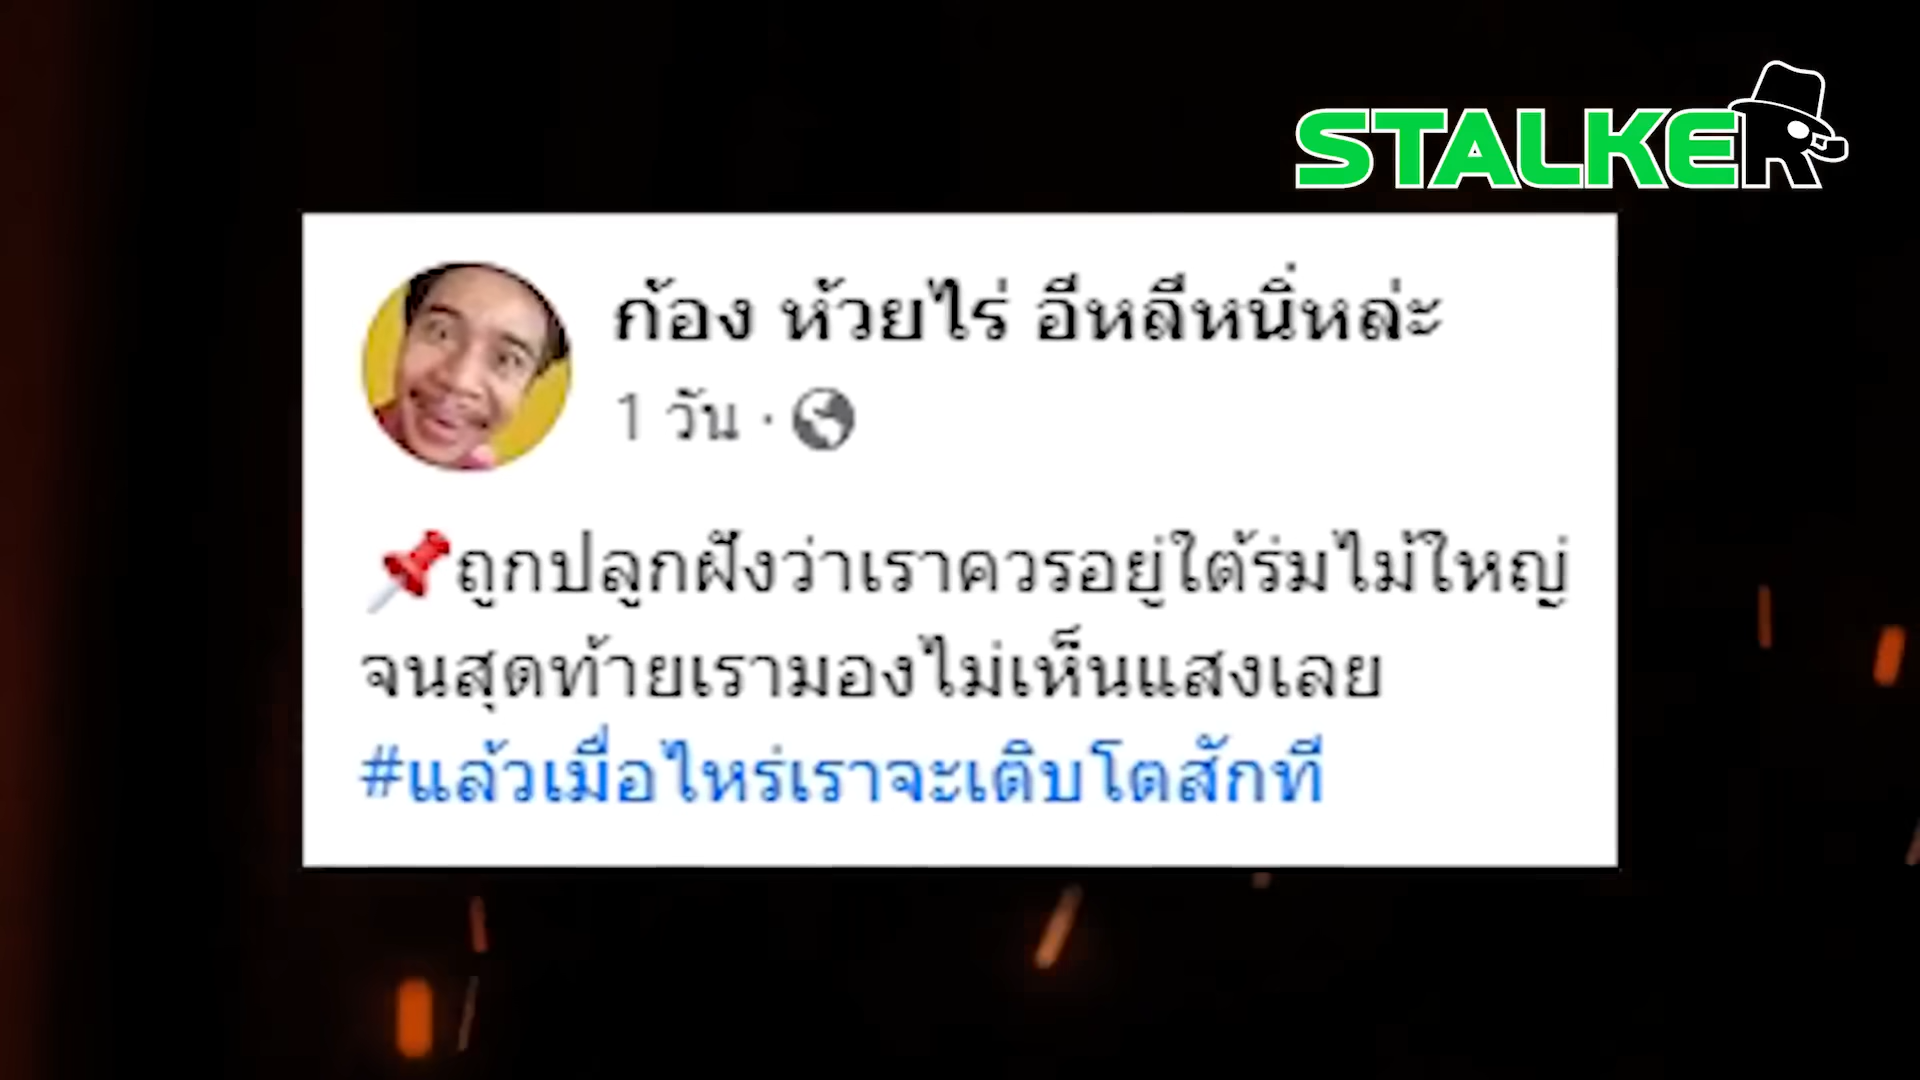 STALKER
ก้อง ห้วยไร่ อีหลีหนิ่หล่ะ
1 วัน ·
📌ถูกปลูกฝังว่าเราควรอยู่ใต้ร่มไม้ใหญ่
จนสุดท้ายเรามองไม่เห็นแสงเลย
#แล้วเมื่อไหร่เราจะเติบโตสักที